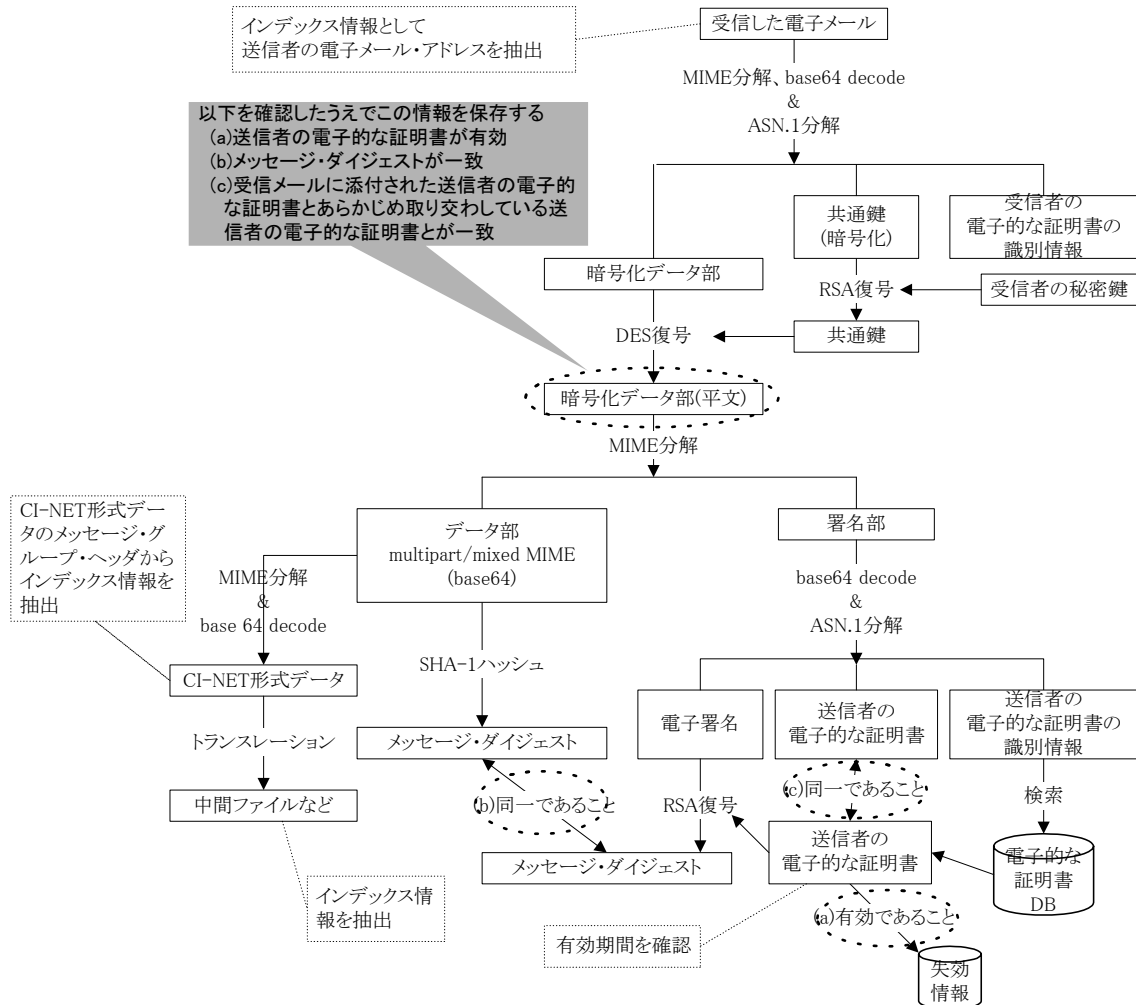 インデックス情報として
送信者の電子メール・アドレスを抽出
受信した電子メール
MIME分解、base64 decode
&
ASN.1分解
以下を確認したうえでこの情報を保存する
(a)送信者の電子的な証明書が有効
(b)メッセージ・ダイジェストが一致
(c)受信メールに添付された送信者の電子的
な証明書とあらかじめ取り交わしている送
信者の電子的な証明書とが一致
暗号化データ部
共通鍵
(暗号化)
受信者の
電子的な証明書の
識別情報
RSA復号
受信者の秘密鍵
DES復号
共通鍵
暗号化データ部(平文)
MIME分解
CI-NET形式デー
タのメッセージ・グ
ループ・ヘッダから
インデックス情報を
抽出
データ部
multipart/mixed MIME
(base64)
署名部
MIME分解
&
base 64 decode
base64 decode
&
ASN.1分解
CI-NET形式データ
SHA-1ハッシュ
電子署名
送信者の
電子的な証明書
送信者の
電子的な証明書の
識別情報
トランスレーション
メッセージ・ダイジェスト
中間ファイルなど
(b)同一であること
RSA復号
(c)同一であること
検索
メッセージ・ダイジェスト
送信者の
電子的な証明書
電子的な
証明書
DB
インデックス情
報を抽出
(a)有効であること
有効期間を確認
失効
情報